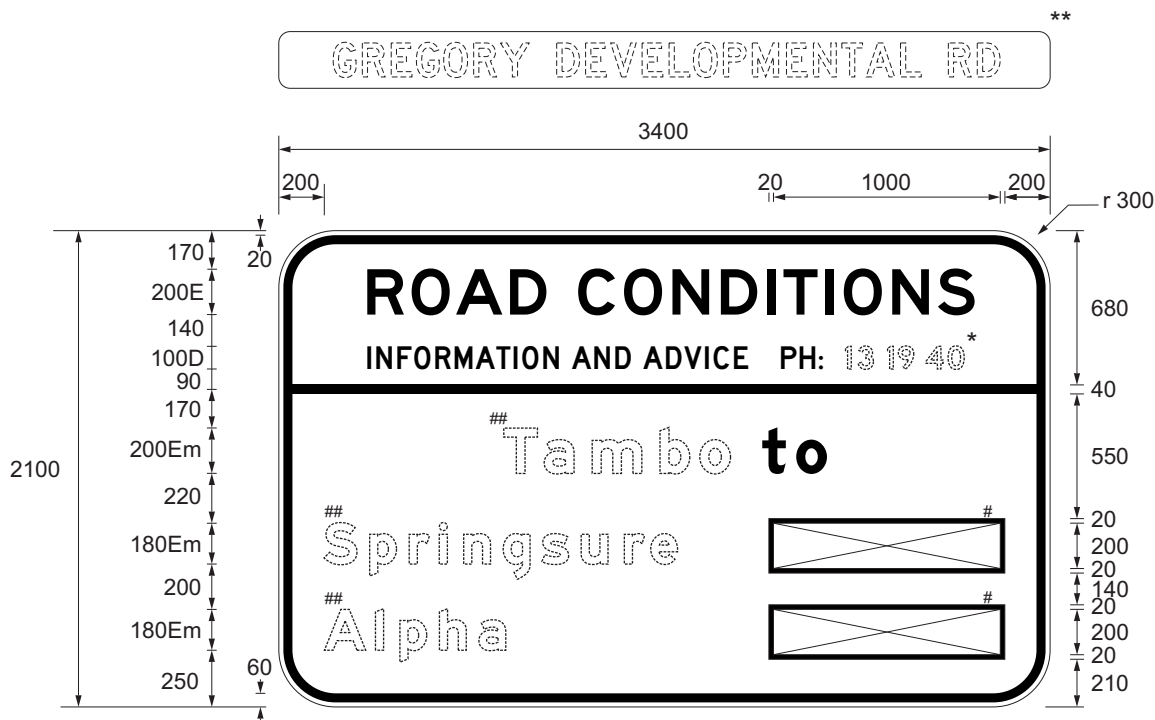 **
GREGORY DEVELOPMENTAL RD
3400
200 20 1000 200
r 300
170 20
200E ROAD CONDITIONS 680
140
100D INFORMATION AND ADVICE PH: 13 19 40*
90 40
170
200Em ##Tambo to 550
2100
220
## # 20
180Em Springsure 200
20
200 140
## # 20
180Em Alpha 200
20
250 60 210